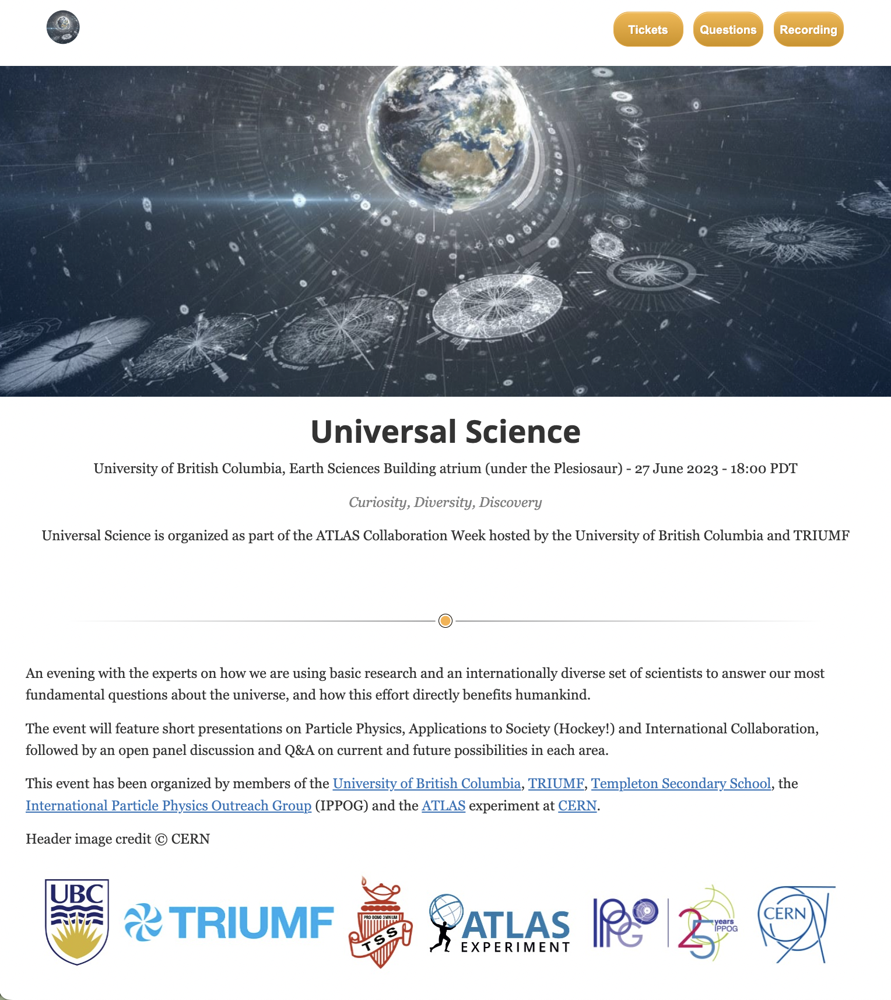 Tickets
Questions
Recording
Universal Science
University of British Columbia, Earth Sciences Building atrium (under the Plesiosaur) - 27 June 2023 - 18:00 PDT
Curiosity, Diversity, Discovery
Universal Science is organized as part of the ATLAS Collaboration Week hosted by the University of British Columbia and TRIUMF
An evening with the experts on how we are using basic research and an internationally diverse set of scientists to answer our most
fundamental questions about the universe, and how this effort directly benefits humankind.
The event will feature short presentations on Particle Physics, Applications to Society (Hockey!) and International Collaboration,
followed by an open panel discussion and Q&A on current and future possibilities in each area.
This event has been organized by members of the University of British Columbia, TRIUMF, Templeton Secondary School, the
International Particle Physics Outreach Group (IPPOG) and the ATLAS experiment at CERN.
Header image credit © CERN
UBC
TRIUMF
PRO BONO OMNIUM
TSS
ATLAS
EXPERIMENT
IPPOG
25
years
IPPOG
CERN